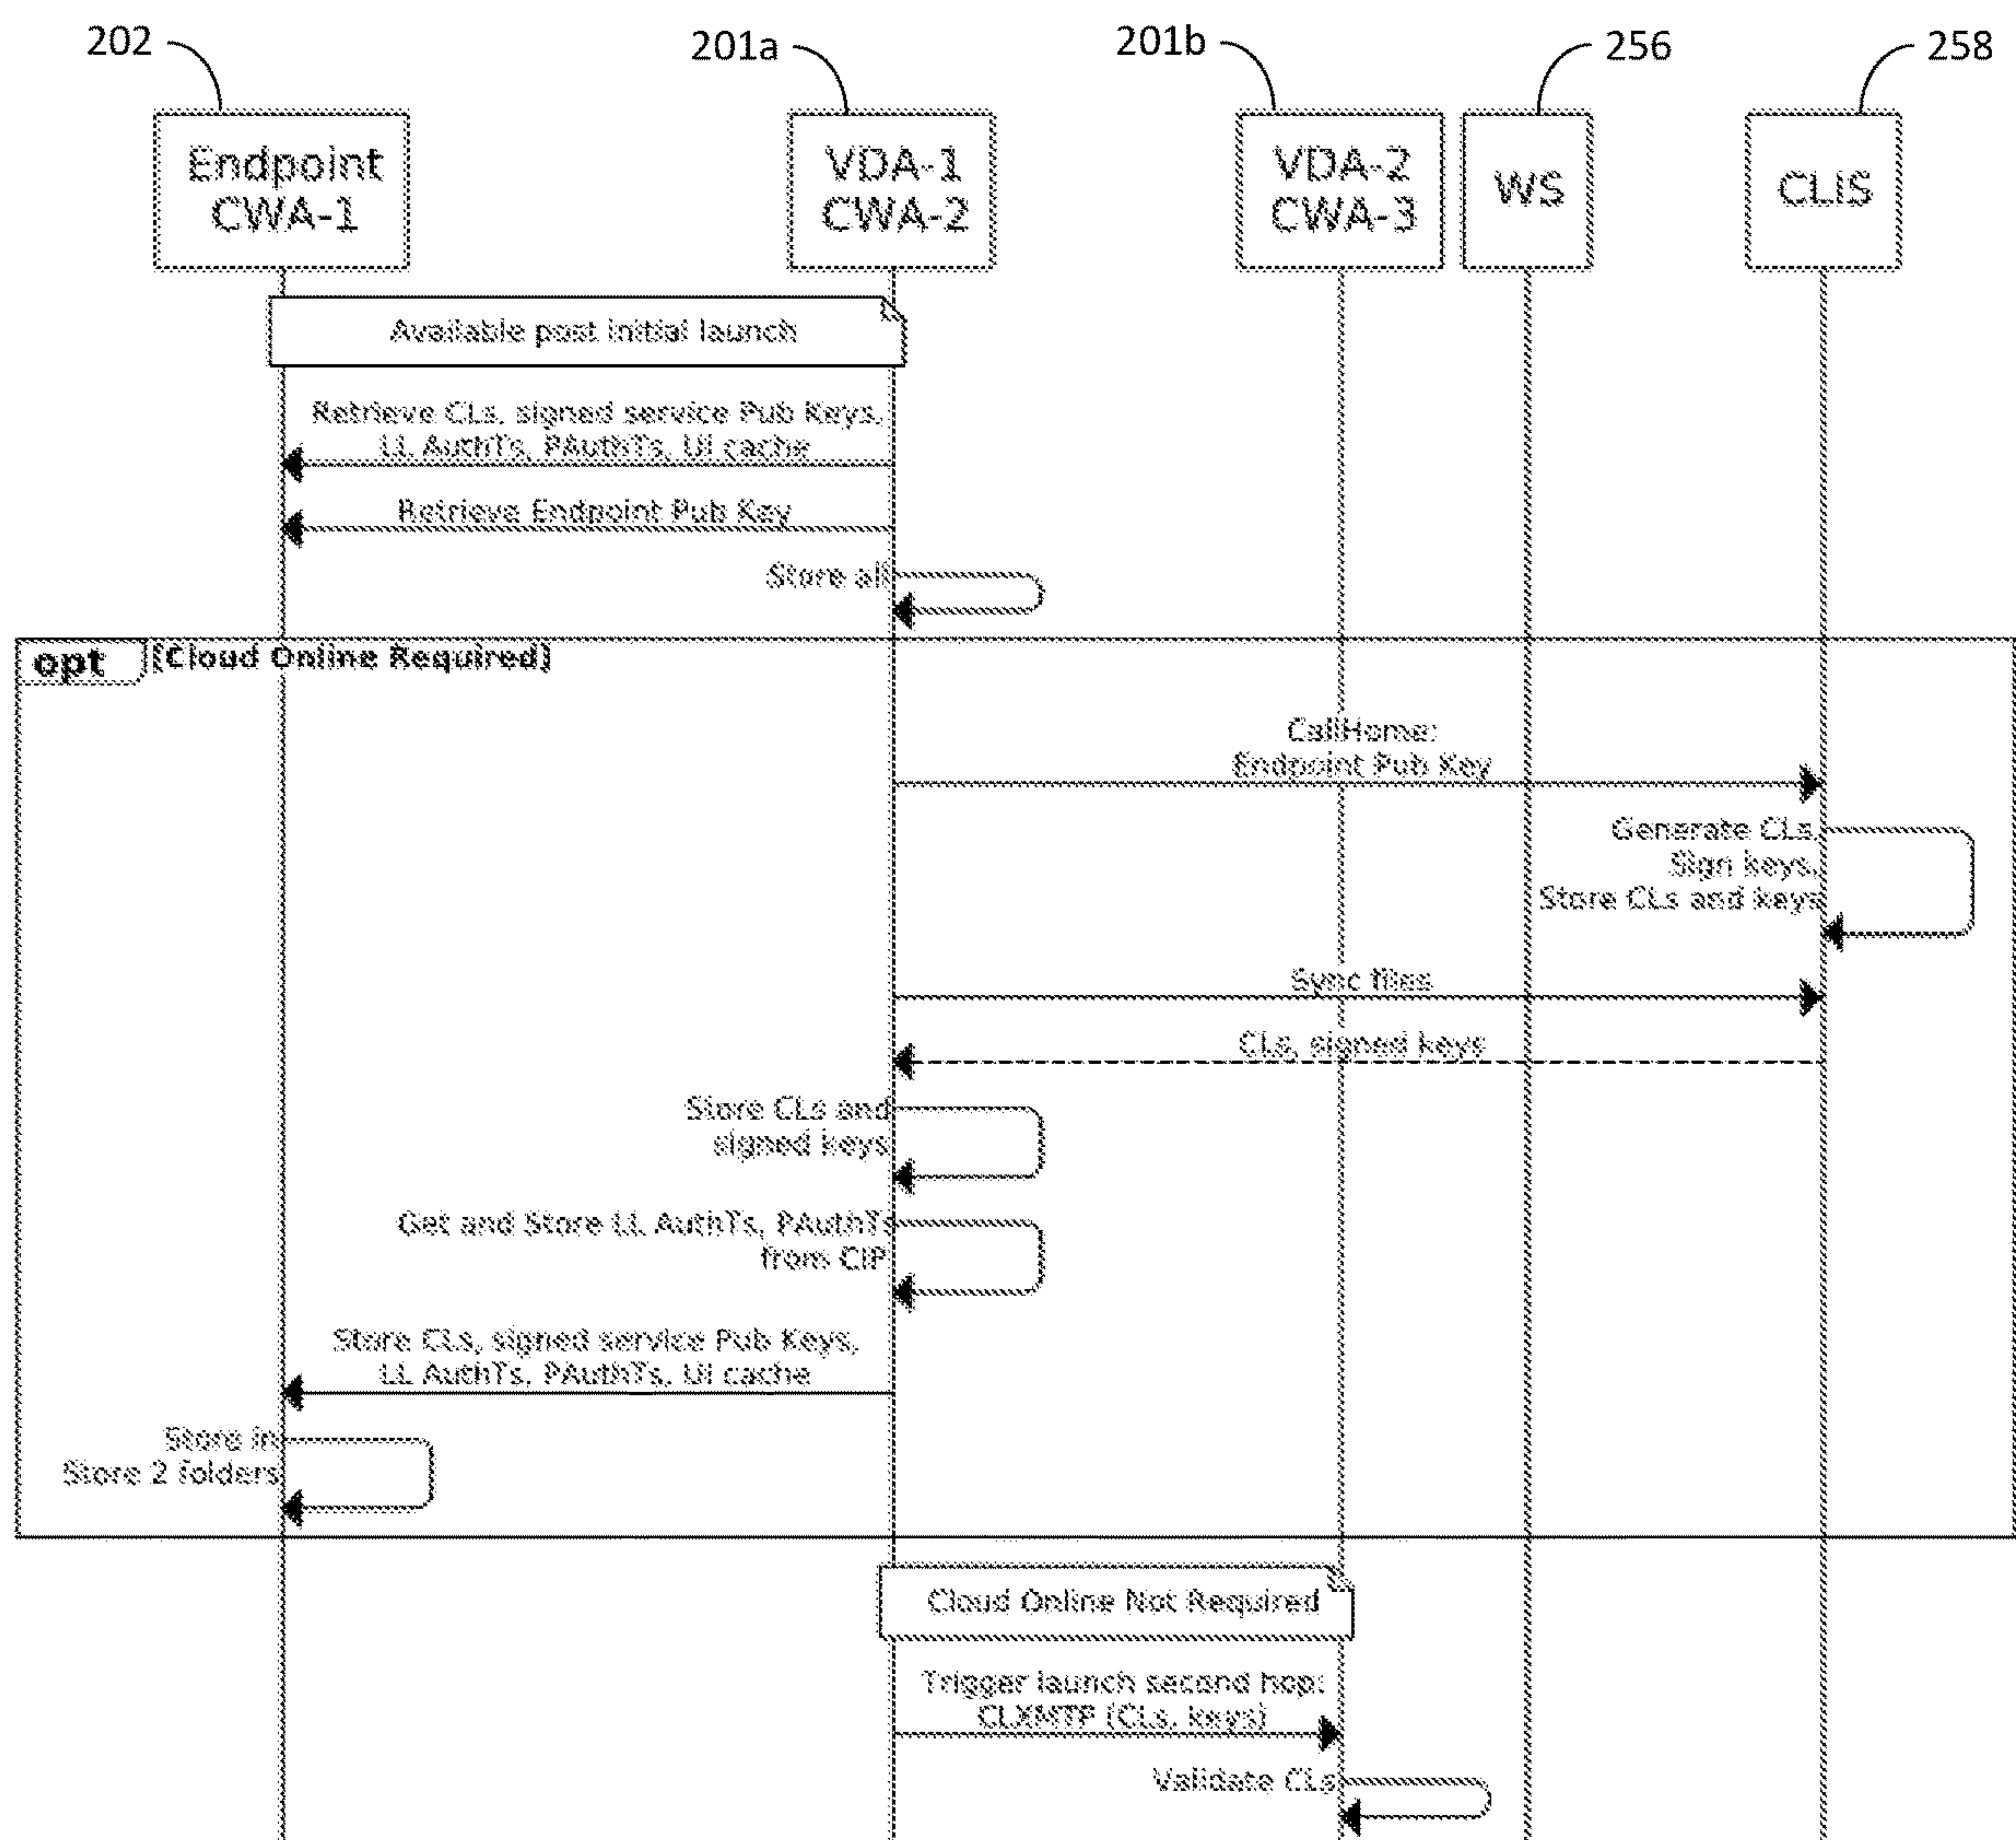 202
201a
201b
256
258
Endpoint
CWA-1
VDA-1
CWA-2
VDA-2
CWA-3
WS
CLIS
Available post initial launch
Retrieve CLs, signed service Pub Keys,
LL AuthTs, PAuthTs, UI cache
Retrieve Endpoint Pub Key
Store all
opt
[Cloud Online Required]
CallHome:
Endpoint Pub Key
Generate CLs,
Sign keys,
Store CLs and keys
Sync files
CLs, signed keys
Store CLs and
signed keys
Get and Store LL AuthTs, PAuthTs
from CIP
Store CLs, signed service Pub Keys,
LL AuthTs, PAuthTs, UI cache
Store in
Store 2 folders
Cloud Online Not Required
Trigger launch second hop:
CLXMTP (CLs, keys)
Validate CLs